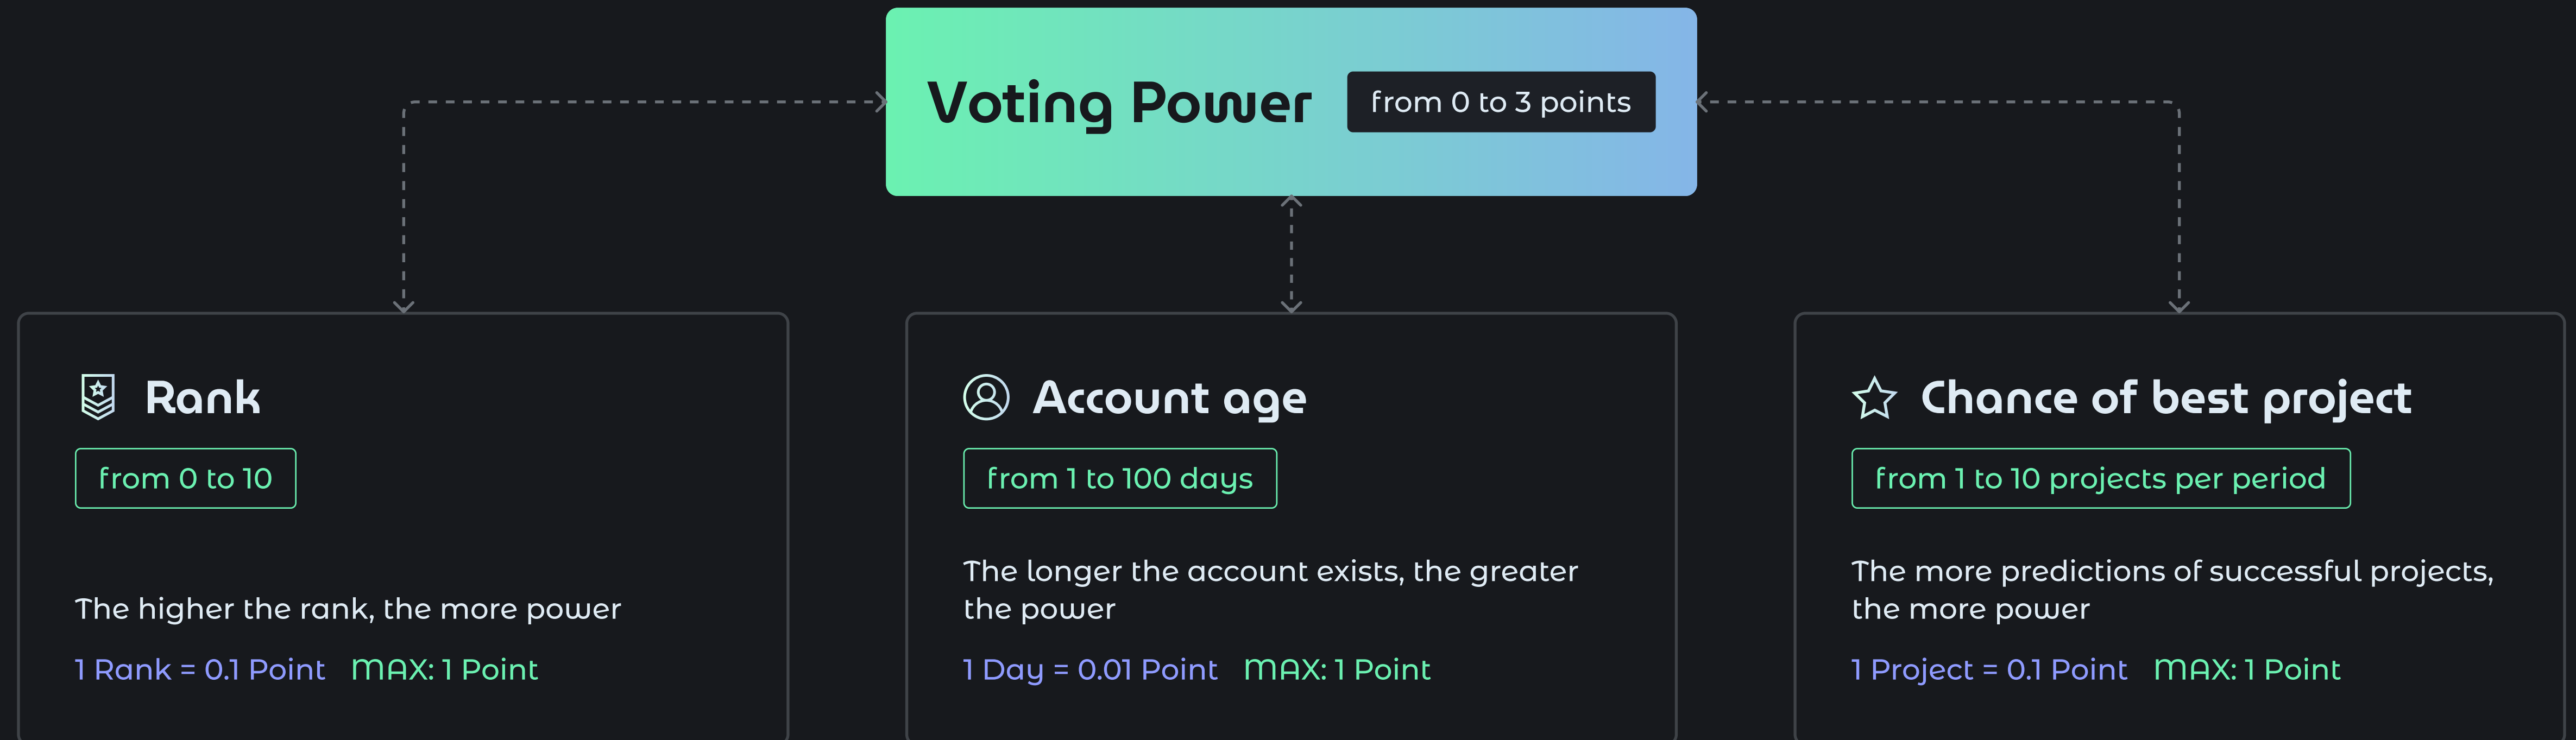 Voting Power from 0 to 3 points
Rank
from 0 to 10
The higher the rank, the more power
1 Rank = 0.1 Point MAX: 1 Point
Account age
from 1 to 100 days
The longer the account exists, the greater
the power
1 Day = 0.01 Point MAX: 1 Point
Chance of best project
from 1 to 10 projects per period
The more predictions of successful projects,
the more power
1 Project = 0.1 Point MAX: 1 Point